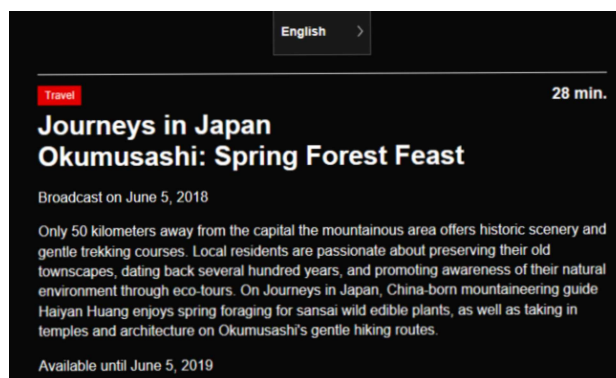 English
Travel
28 min.
Journeys in Japan
Okumusashi: Spring Forest Feast
Broadcast on June 5, 2018
Only 50 kilometers away from the capital the mountainous area offers historic scenery and
gentle trekking courses. Local residents are passionate about preserving their old
townscapes, dating back several hundred years, and promoting awareness of their natural
environment through eco-tours. On Journeys in Japan, China-born mountaineering guide
Haiyan Huang enjoys spring foraging for sansai wild edible plants, as well as taking in
temples and architecture on Okumusashi's gentle hiking routes.
Available until June 5, 2019